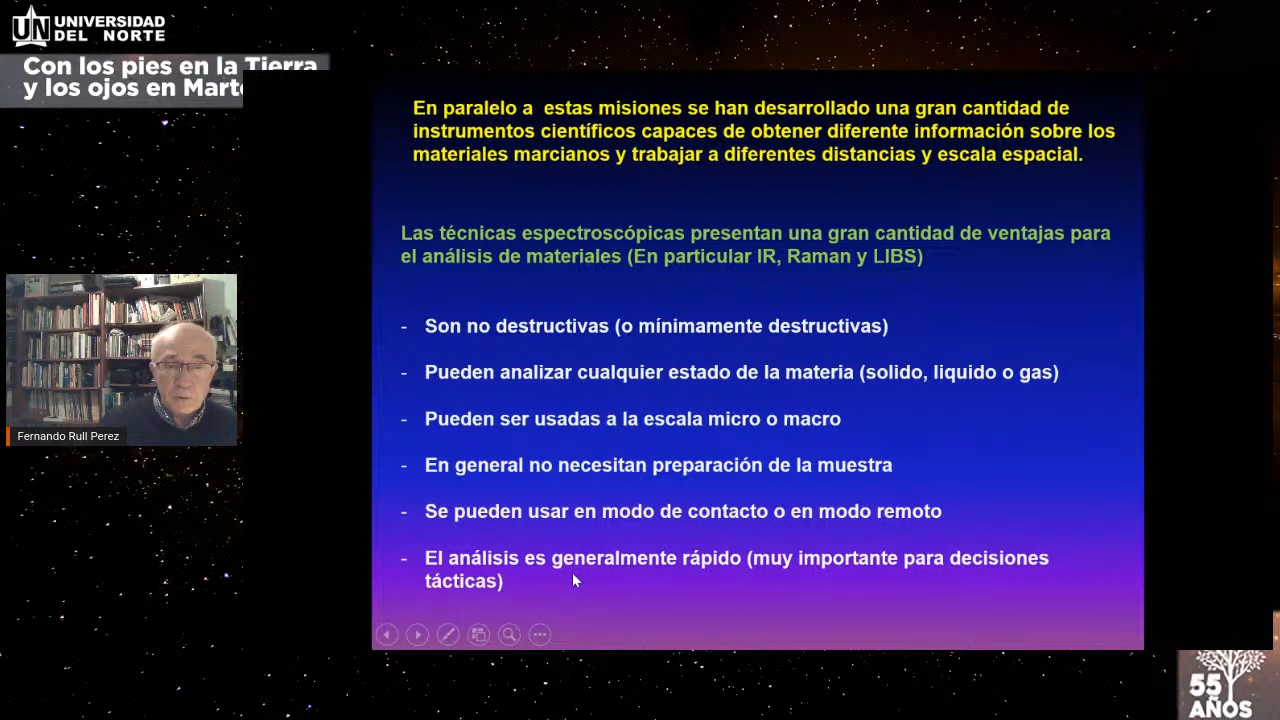 UN UNIVERSIDAD
DEL NORTE
Con los pies en la Tierra
y los ojos en Marte
En paralelo a estas misiones se han desarrollado una gran cantidad de
instrumentos científicos capaces de obtener diferente información sobre los
materiales marcianos y trabajar a diferentes distancias y escala espacial.
Las técnicas espectroscópicas presentan una gran cantidad de ventajas para
el análisis de materiales (En particular IR, Raman y LIBS)
- Son no destructivas (o mínimamente destructivas)
- Pueden analizar cualquier estado de la materia (solido, liquido o gas)
- Pueden ser usadas a la escala micro o macro
- En general no necesitan preparación de la muestra
- Se pueden usar en modo de contacto o en modo remoto
- El análisis es generalmente rápido (muy importante para decisiones
tácticas)
Fernando Rull Perez
55
AÑOS